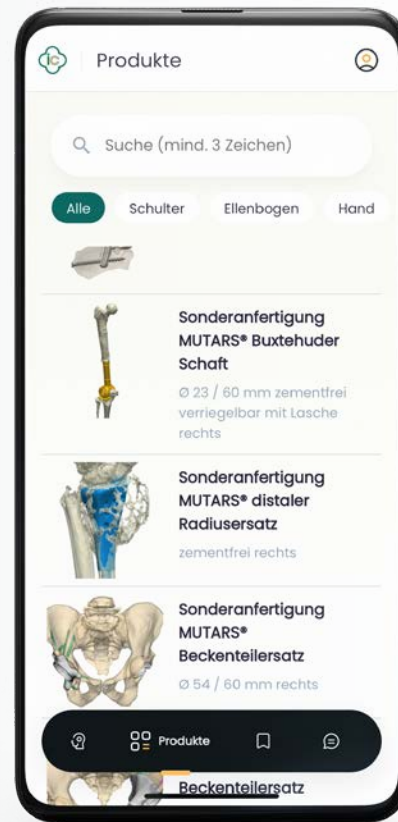 ic
Produkte
Suche (mind. 3 Zeichen)
Alle Schulter Ellenbogen Hand
Sonderanfertigung
MUTARS® Buxtehuder
Schaft
Ø 23 / 60 mm zementfrei
verriegelbar mit Lasche
rechts
Sonderanfertigung
MUTARS® distaler
Radiusersatz
zementfrei rechts
Sonderanfertigung
MUTARS®
Beckenteilersatz
Ø 54 / 60 mm rechts
Produkte
Beckenteilersatz